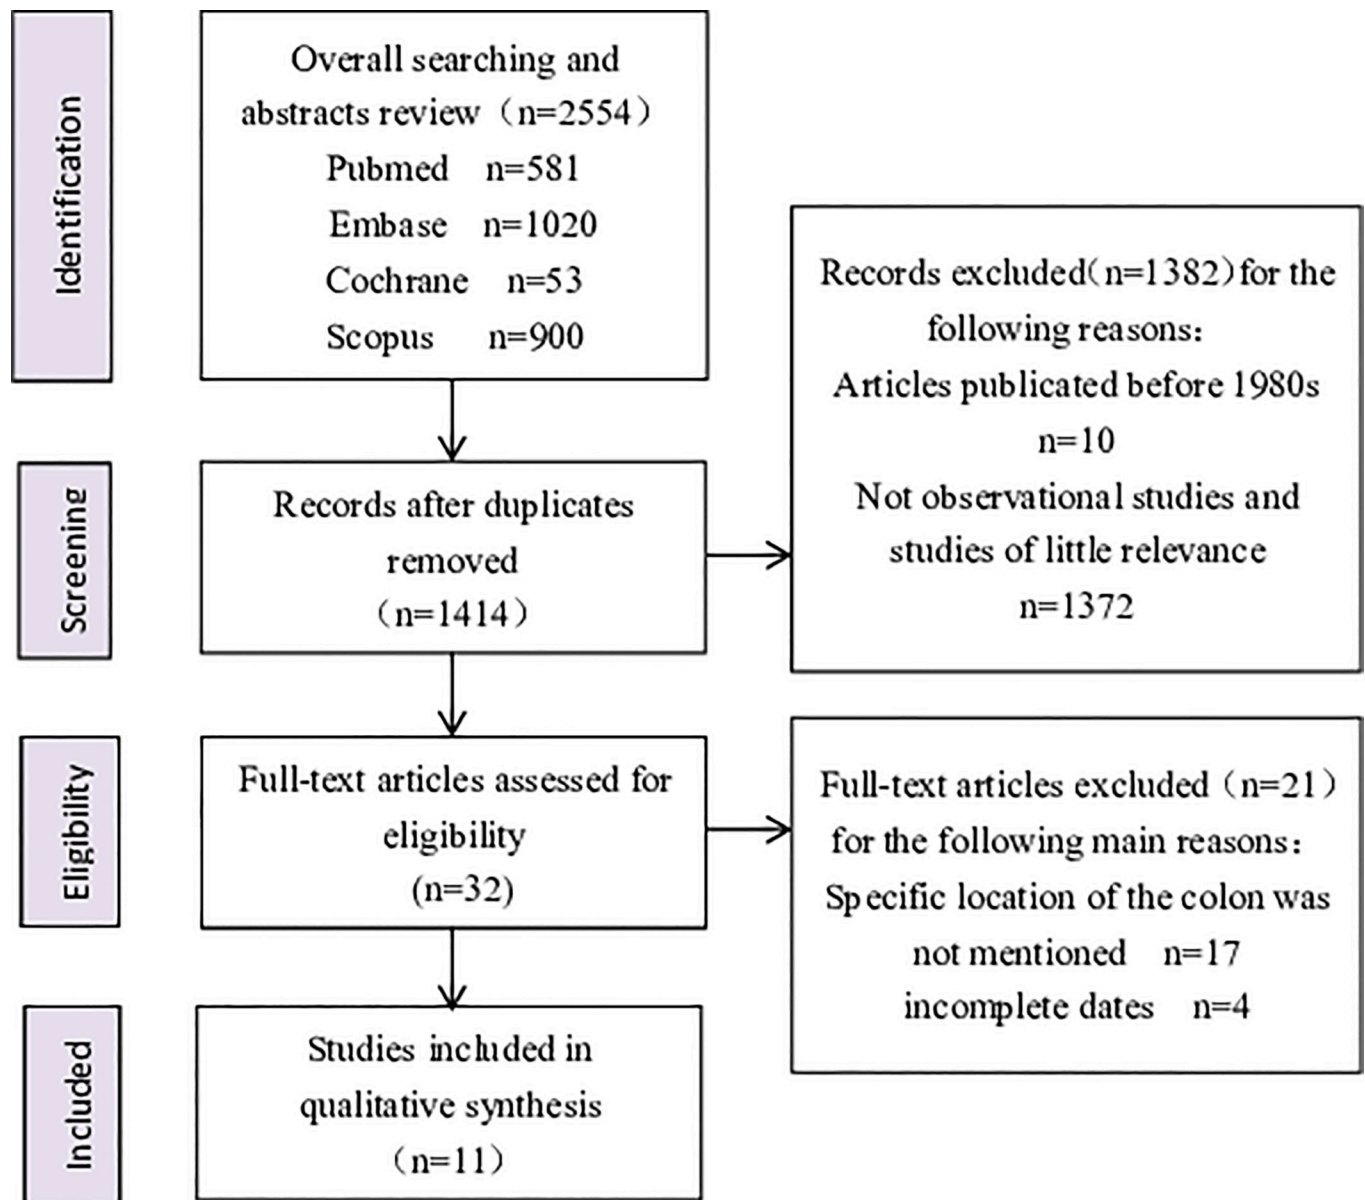 Identification
Overall searching and
abstracts review（n=2554）
Pubmed n=581
Embase n=1020
Cochrane n=53
Scopus n=900
Records excluded(n=1382)for the
following reasons:
Articles publicated before 1980s
n=10
Not observational studies and
studies of little relevance
n=1372
Screening
Records after duplicates
removed
（n=1414）
Eligibility
Full-text articles assessed for
eligibility
(n=32)
Full-text articles excluded（n=21）
for the following main reasons:
Specific location of the colon was
not mentioned n=17
incomplete dates n=4
Included
Studies included in
qualitative synthesis
（n=11）